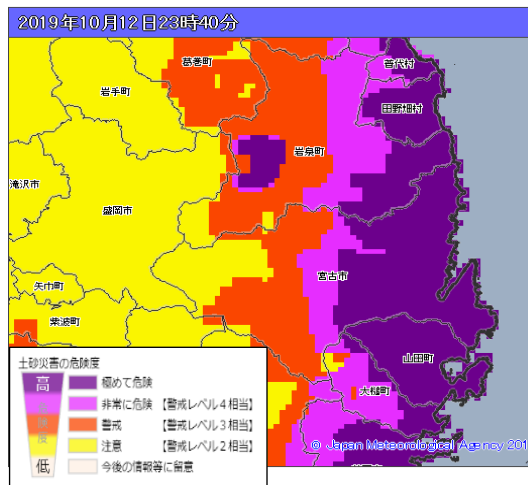 2019年10月12日23時40分
普代村
葛巻町
岩手町
田野畑村
岩泉町
滝沢市
盛岡市
宮古市
矢巾町
紫波町
山田町
大槌町
土砂災害の危険度
高
危険度
低
極めて危険
非常に危険 【警戒レベル4相当】
警戒 【警戒レベル3相当】
注意 【警戒レベル2相当】
今後の情報等に留意
© Japan Meteorological Agency 201